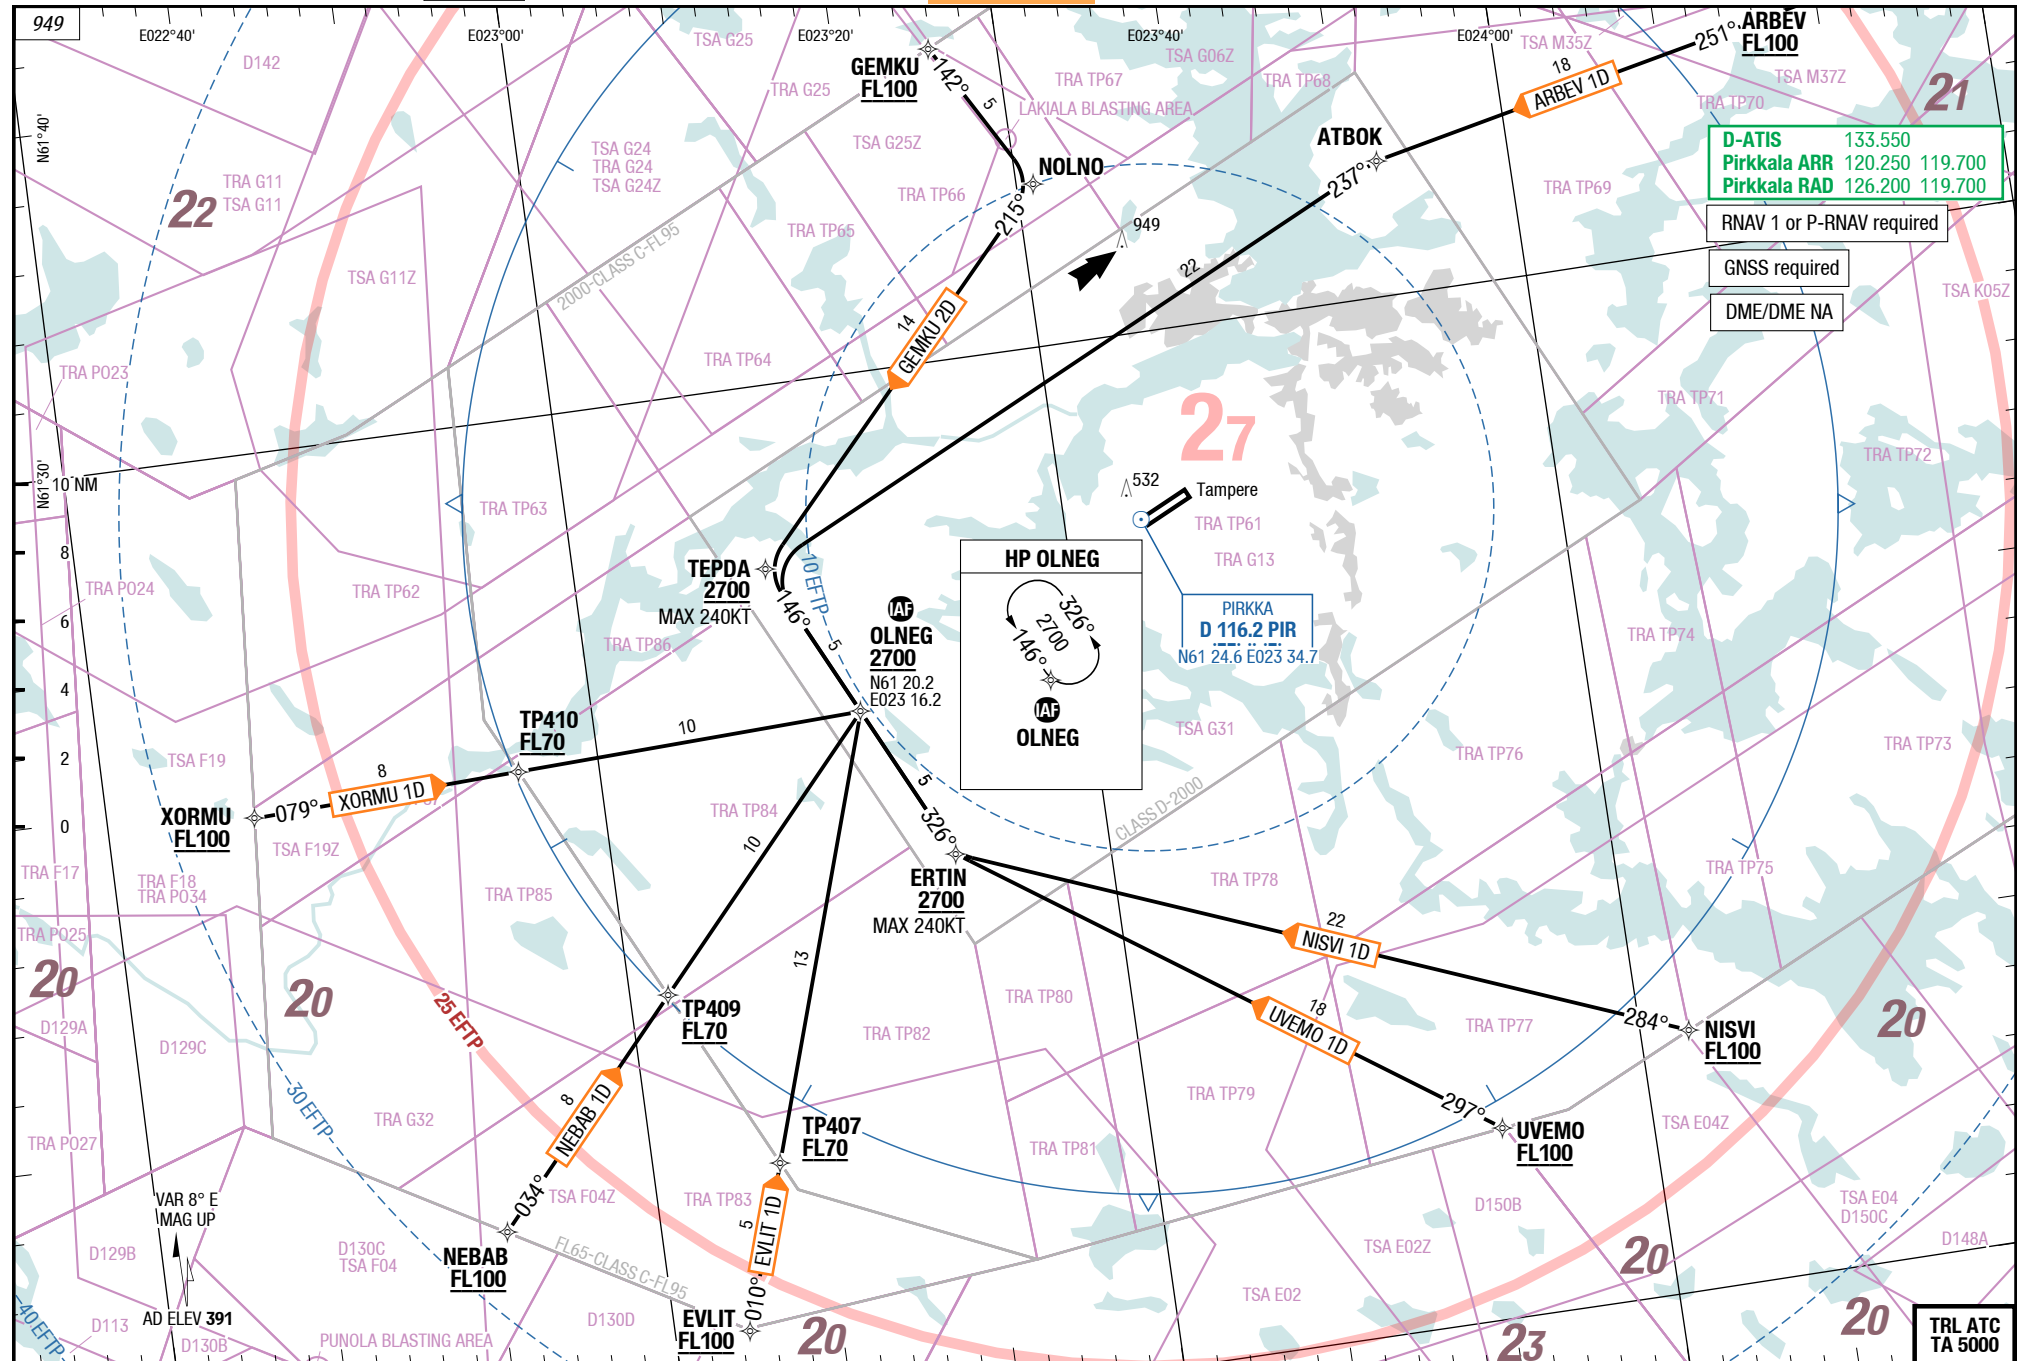 949
E022°40'
E023°00'
E023°20'
E023°40'
E024°00'
N61°40'
N61°30'
D142
TSA G25
TRA G25
GEMKU
FL100
142°
5
TRA TP67
TSA G06Z
TRA TP68
LAKIALA BLASTING AREA
TSA G25Z
TSA M35Z
251°
ARBEV
FL100
18
ARBEV 1D
TSA M37Z
TRA TP70
21
D-ATIS 133.550
Pirkkala ARR 120.250 119.700
Pirkkala RAD 126.200 119.700
RNAV 1 or P-RNAV required
GNSS required
DME/DME NA
TSA G24
TRA G24
TSA G24Z
TRA G11
TSA G11
22
TRA TP66
NOLNO
215°
ATBOK
237°
TRA TP69
TRA TP65
949
2000-CLASS C-FL95
TSA G11Z
22
14
GEMKU 2D
TSA K05Z
TRA TP64
TRA PO23
27
TRA TP71
TRA TP72
10 NM
8
6
4
2
0
TRA TP63
532
Tampere
TRA TP61
TRA G13
TEPDA
2700
MAX 240KT
146°
5
10 EFTP
TRA PO24
TRA TP62
TRA TP86
IAF
OLNEG
2700
N61 20.2
E023 16.2
HP OLNEG
326°
2700
146°
IAF
OLNEG
PIRKKA
D 116.2 PIR
N61 24.6 E023 34.7
TRA TP74
TSA G31
TRA TP76
TRA TP73
TP410
FL70
10
TSA F19
8
XORMU 1D
079°
XORMU
FL100
TSA F19Z
TRA TP84
10
5
326°
CLASS D-2000
ERTIN
2700
MAX 240KT
TRA F17
TRA F18
TRA PO34
TRA TP85
TRA TP78
TRA TP75
22
NISVI 1D
TRA PO25
20
20
25 EFTP
13
TRA TP80
18
UVEMO 1D
TRA TP77
284°
NISVI
FL100
20
TP409
FL70
D129A
D129C
TRA TP82
TRA TP79
297°
UVEMO
FL100
TSA E04Z
30 EFTP
TRA G32
8
NEBAB 1D
TP407
FL70
TRA TP81
TRA PO27
034°
TSA F04Z
TRA TP83
5
EVLIT 1D
D150B
TSA E04
D150C
VAR 8° E
MAG UP
D129B
D130C
TSA F04
NEBAB
FL100
FL65-CLASS C-FL95
TSA E02Z
20
D148A
010°
TSA E02
AD ELEV 391
40 EFTP
D113
D130B
PUNOLA BLASTING AREA
D130D
EVLIT
FL100
20
23
20
TRL ATC
TA 5000